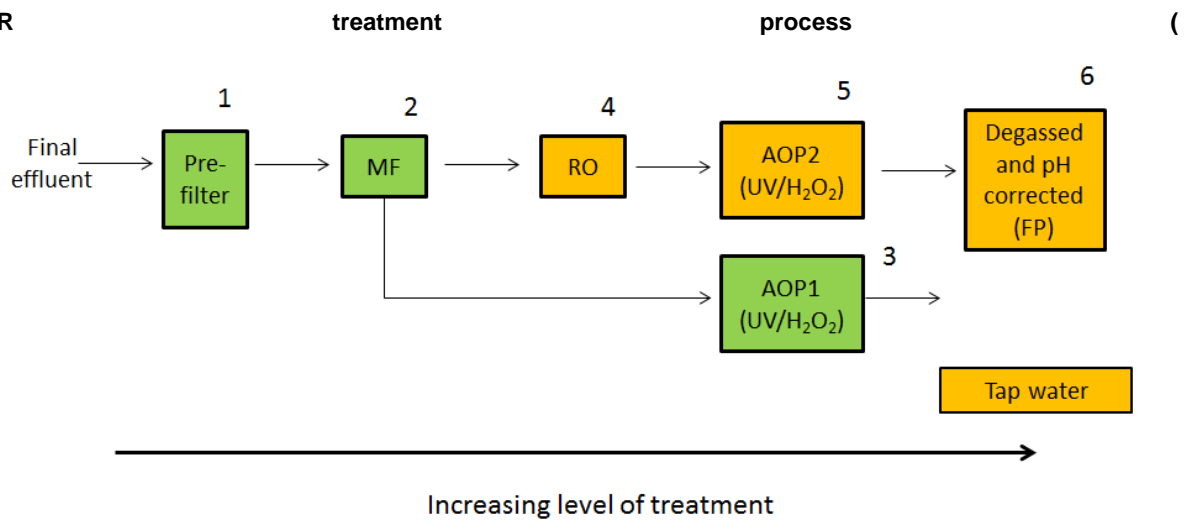 R treatment process (
1
2
4
5
6
Final
effluent
Pre-
filter
MF
RO
AOP2
(UV/H₂O₂)
Degassed
and pH
corrected
(FP)
3
AOP1
(UV/H₂O₂)
Tap water
Increasing level of treatment